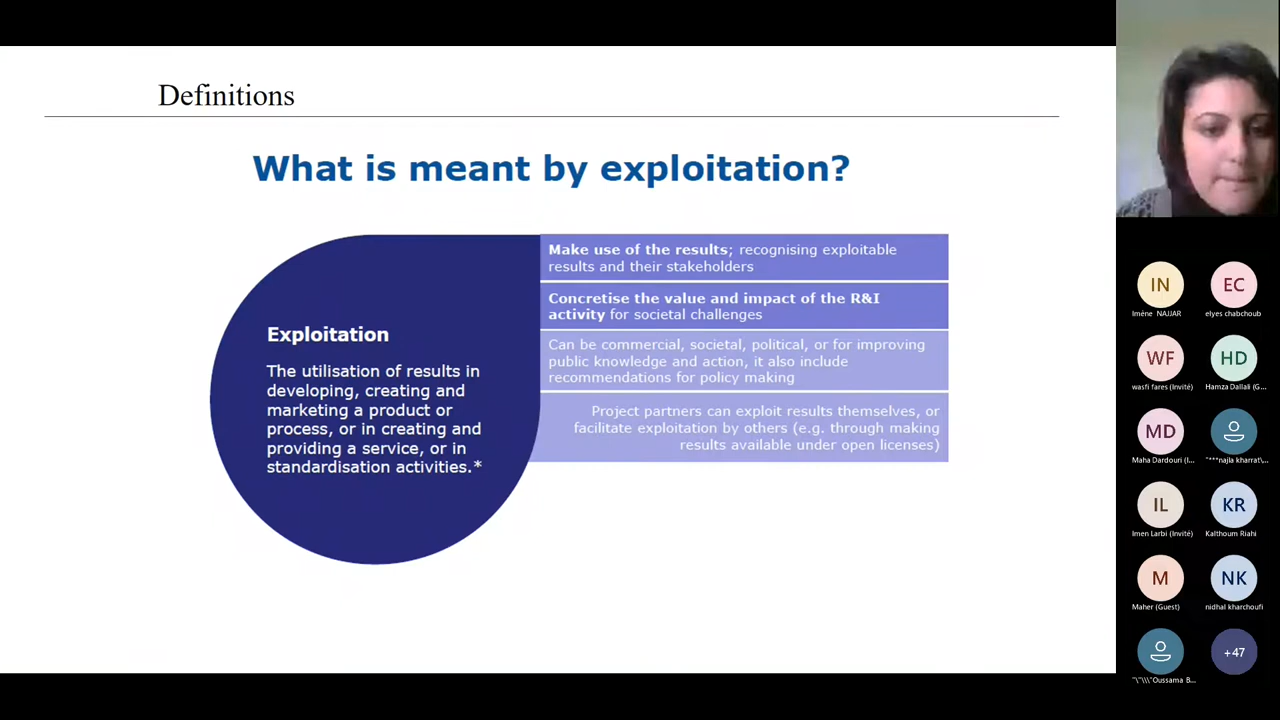 Definitions
What is meant by exploitation?
Exploitation
The utilisation of results in
developing, creating and
marketing a product or
process, or in creating and
providing a service, or in
standardisation activities.*
Make use of the results; recognising exploitable
results and their stakeholders
Concretise the value and impact of the R&I
activity for societal challenges
Can be commercial, societal, political, or for improving
public knowledge and action, it also include
recommendations for policy making
Project partners can exploit results themselves, or
facilitate exploitation by others (e.g. through making
results available under open licenses)
IN
EC
Iméne NAJJAR
elyes chabchoub
WF
HD
wasfi fares (Invité)
Hamza Dallali (G...
MD
Maha Dardouri (I...
"***najla kharrat\...
IL
KR
Imen Larbi (Invité)
Kalthoum Riahi
M
NK
Maher (Guest)
nidhal kharchoufi
+47
"\"\\\"Oussama B...